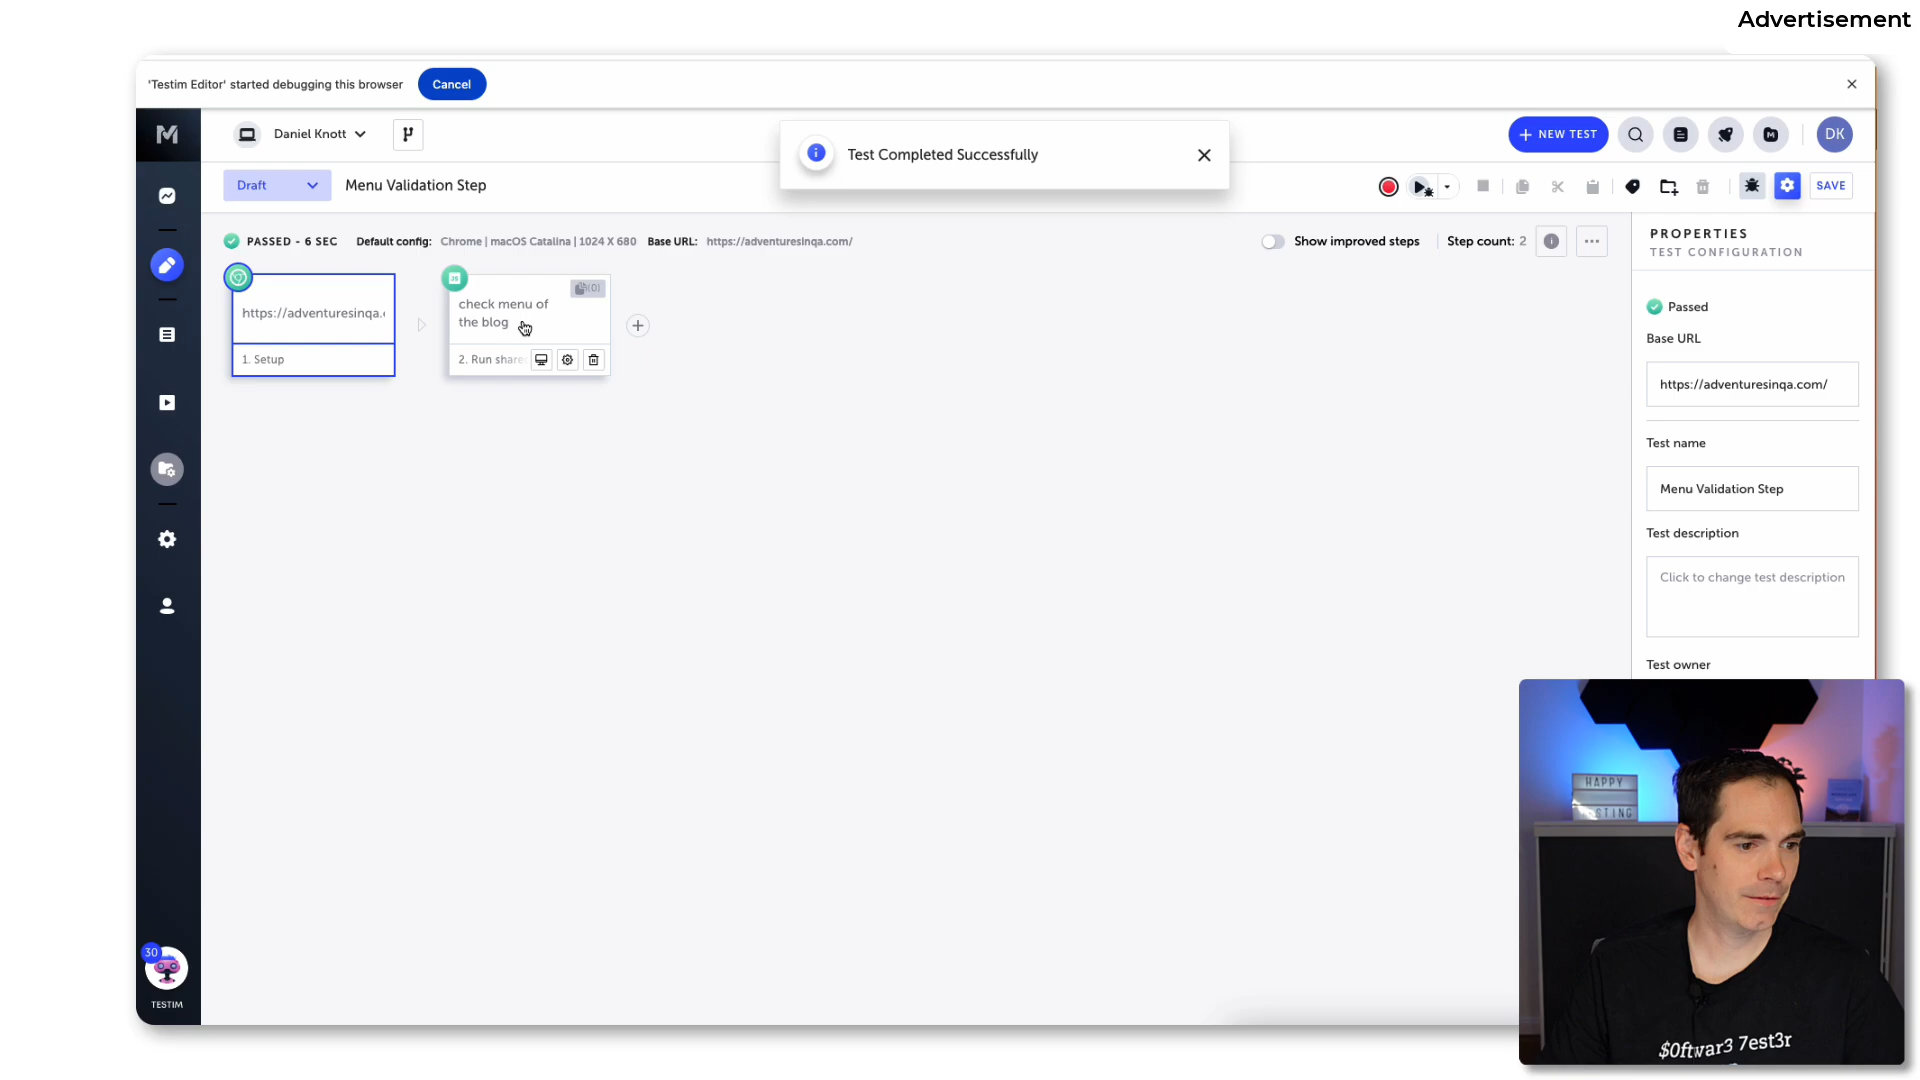 Advertisement
'Testim Editor' started debugging this browser
Cancel
Daniel Knott
Test Completed Successfully
+ NEW TEST
DK
Draft
Menu Validation Step
SAVE
PASSED - 6 SEC
Default config: Chrome | macOS Catalina | 1024 X 680
Base URL: https://adventuresinqa.com/
Show improved steps
Step count: 2
PROPERTIES
TEST CONFIGURATION
https://adventuresinqa.
1. Setup
(0)
JS
check menu of
the blog
2. Run share
Passed
Base URL
https://adventuresinqa.com/
Test name
Menu Validation Step
Test description
Click to change test description
Test owner
30
TESTIM
HAPPY
STING
$0ftwar3 7est3r